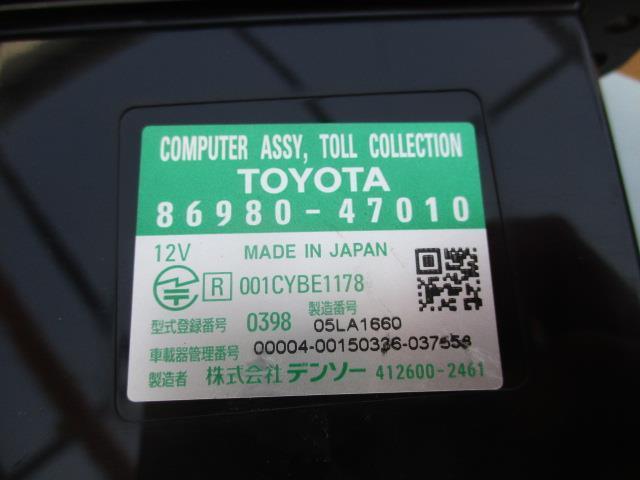 COMPUTER ASSY, TOLL COLLECTION
TOYOTA
86980-47010
12V MADE IN JAPAN
R 001CYBE1178
型式登録番号 0398 製造番号 05LA1660
車載器管理番号 00004-00150326-037558
製造者 株式会社 デンソー 412600-2461